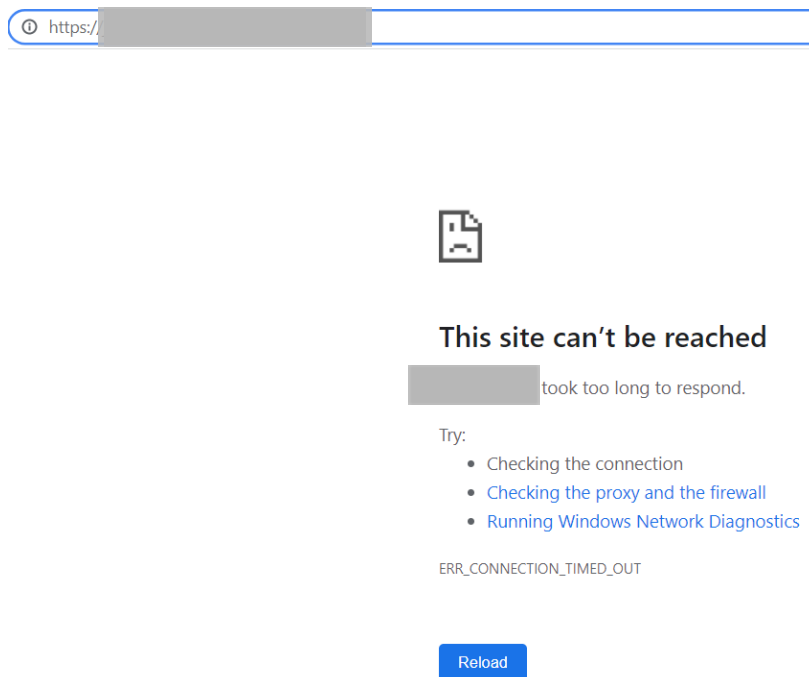 https://
This site can’t be reached
took too long to respond.
Try:
• Checking the connection
• Checking the proxy and the firewall
• Running Windows Network Diagnostics
ERR_CONNECTION_TIMED_OUT
Reload